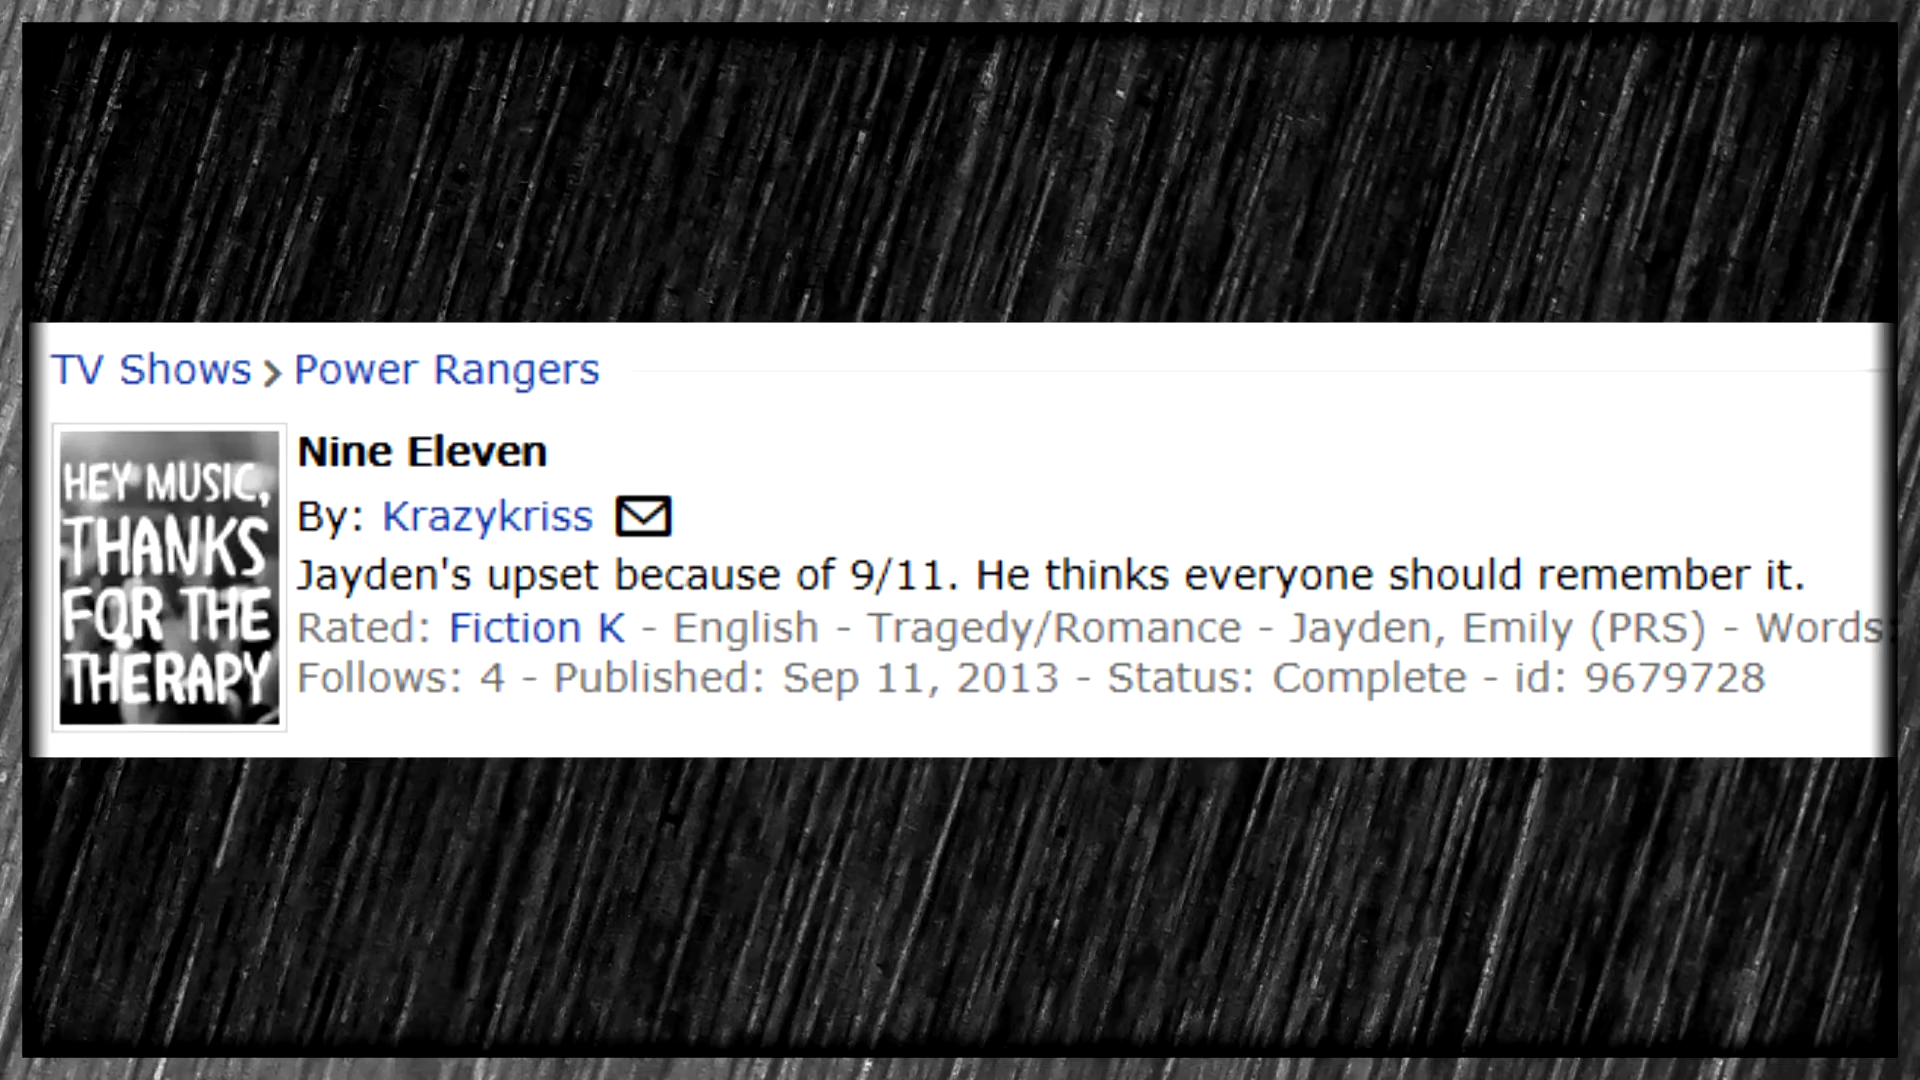 TV Shows > Power Rangers
HEY MUSIC,
THANKS
FOR THE
THERAPY
Nine Eleven
By: Krazykriss
Jayden's upset because of 9/11. He thinks everyone should remember it.
Rated: Fiction K - English - Tragedy/Romance - Jayden, Emily (PRS) - Words:
Follows: 4 - Published: Sep 11, 2013 - Status: Complete - id: 9679728